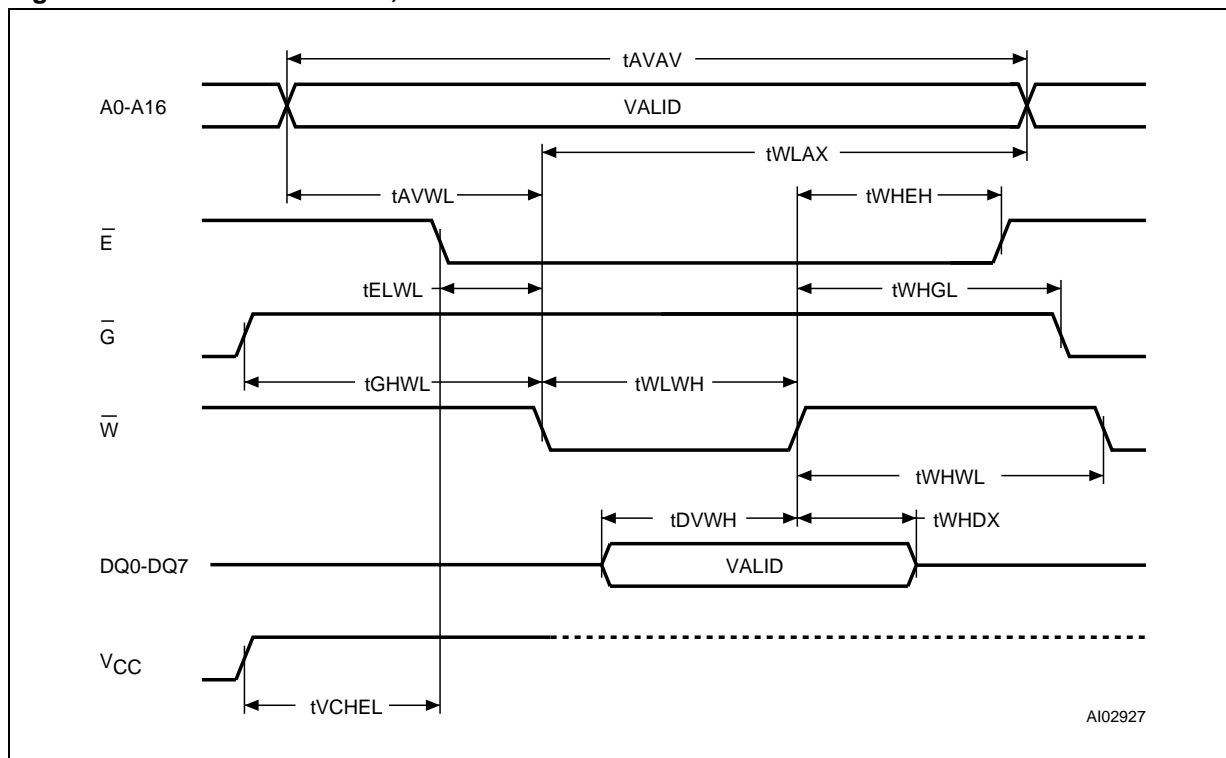 tAVAV
A0-A16
VALID
tWLAX
tAVWL
tWHEH
E
tELWL
tWHGL
G
tGHWL
tWLWH
W
tWHWL
tDVWH
tWHDX
DQ0-DQ7
VALID
VCC
tVCHEL
AI02927